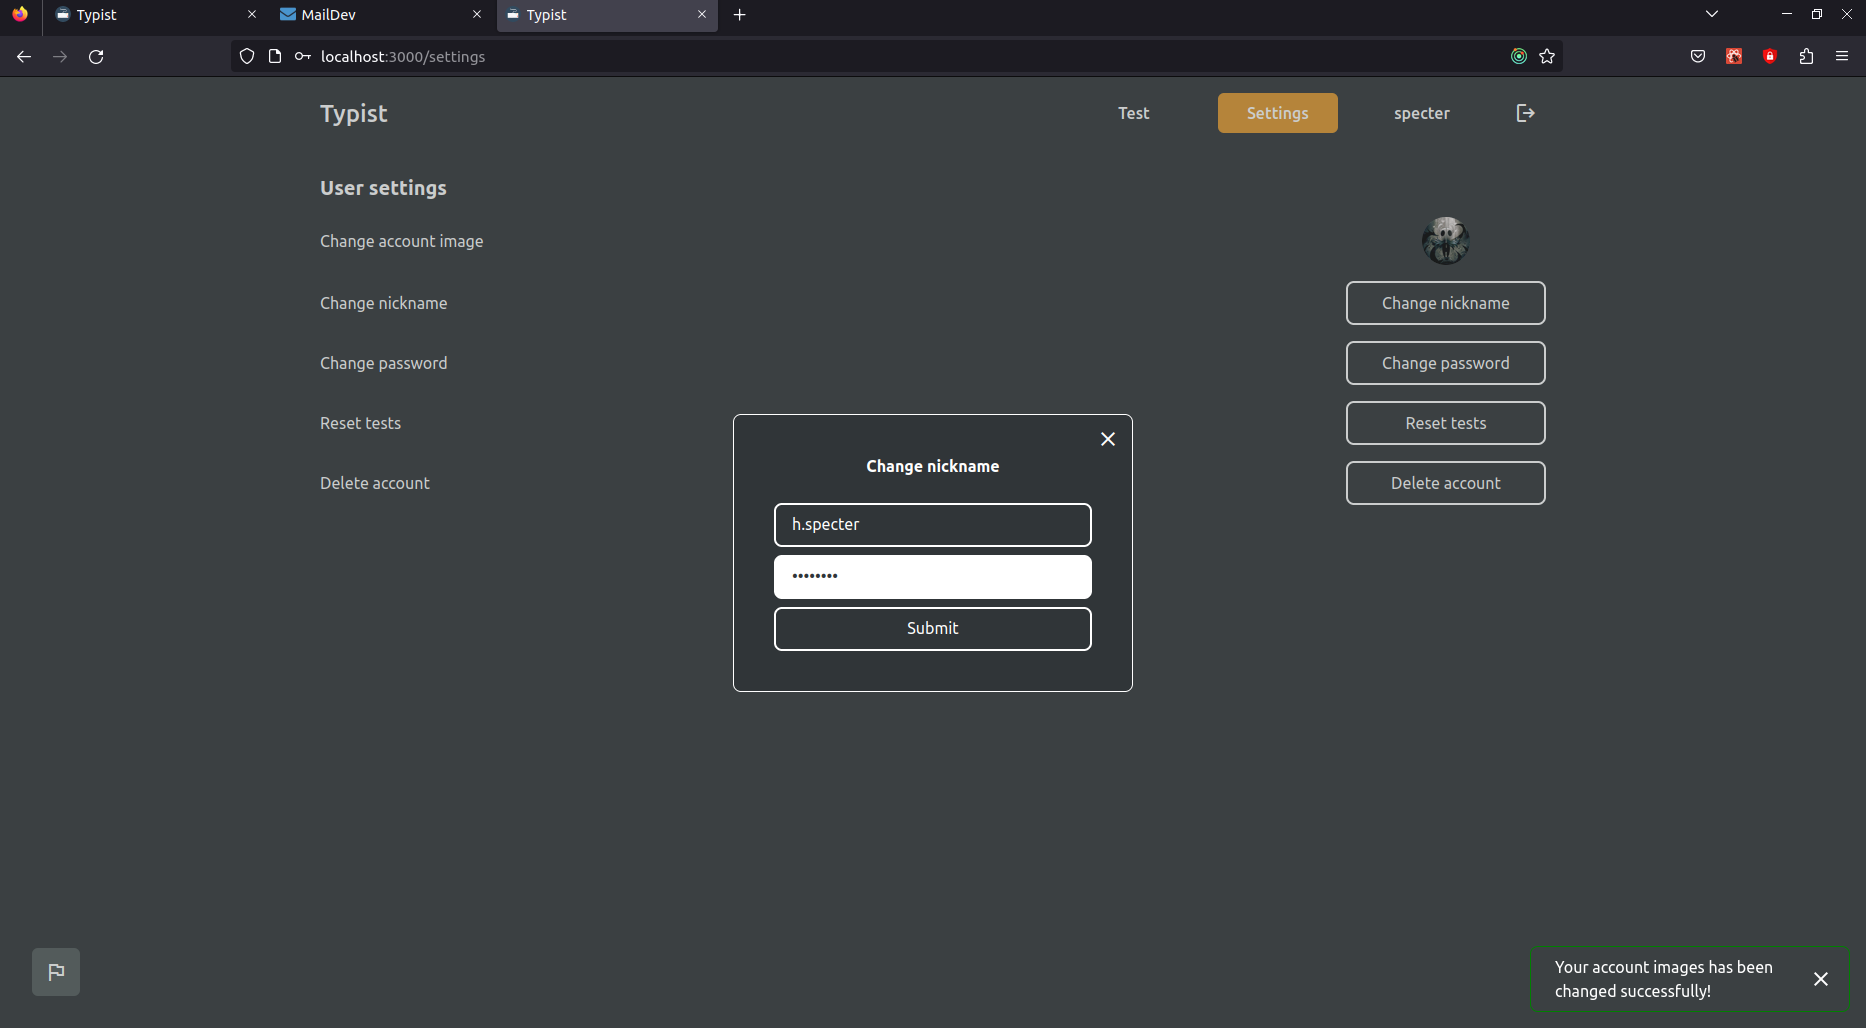 Typist
MailDev
Typist
localhost:3000/settings
Typist
Test
Settings
specter
User settings
Change account image
Change nickname
Change nickname
Change password
Change password
Reset tests
Reset tests
Delete account
Delete account
Change nickname
h.specter
••••••••
Submit
Your account images has been
changed successfully!